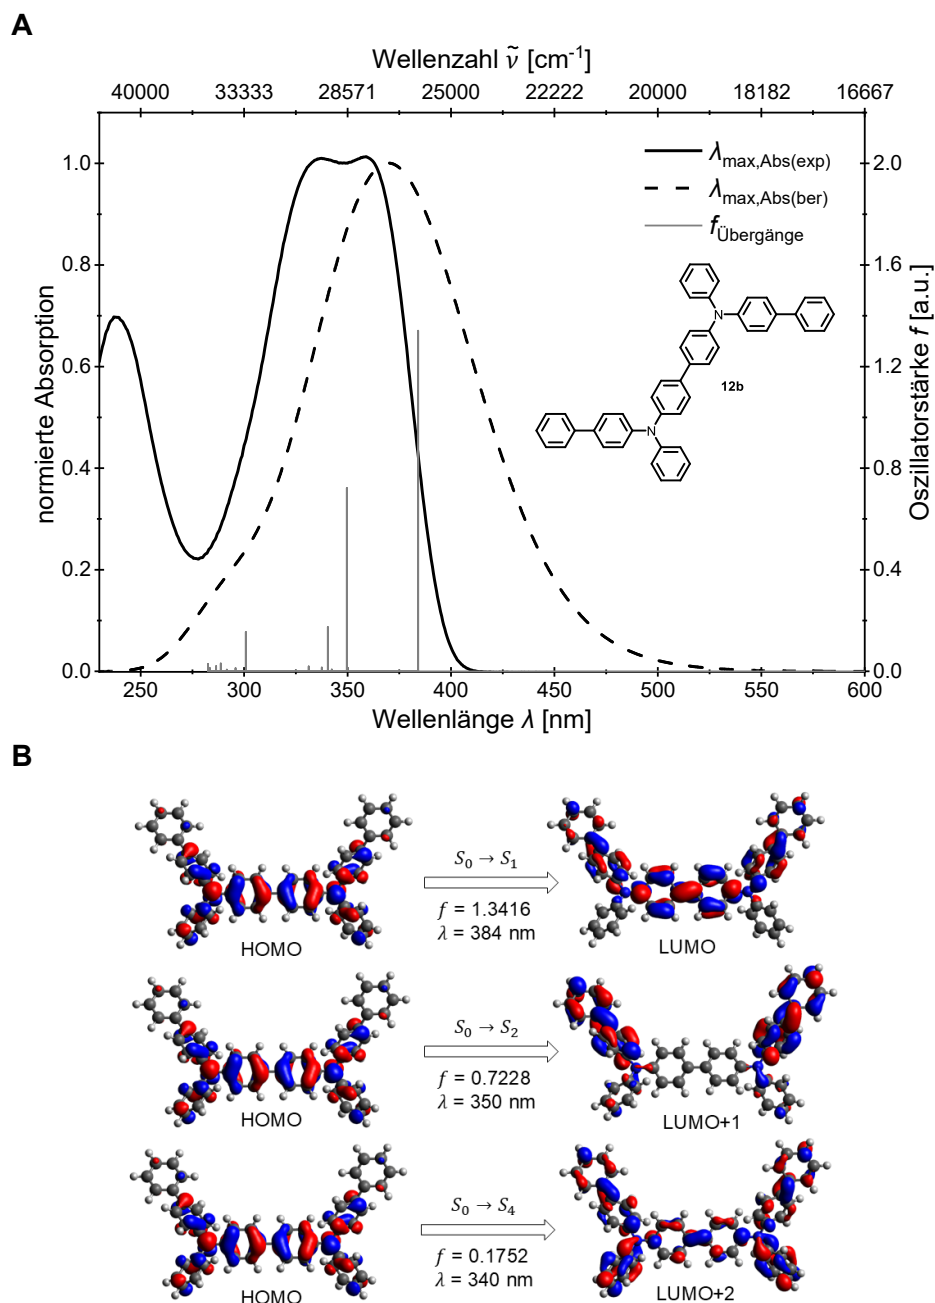 A
Wellenzahl ṽ [cm⁻¹]
40000 33333 28571 25000 22222 20000 18182 16667
normierte Absorption
1.0
0.8
0.6
0.4
0.2
0.0
λmax,Abs(exp)
λmax,Abs(ber)
fÜbergänge
N
12b
N
2.0
1.6
1.2
0.8
0.4
0.0
Oszillatorstärke f [a.u.]
250 300 350 400 450 500 550 600
Wellenlänge λ [nm]
B
S₀ → S₁
f = 1.3416
λ = 384 nm
HOMO
LUMO
S₀ → S₂
f = 0.7228
λ = 350 nm
HOMO
LUMO+1
S₀ → S₄
f = 0.1752
λ = 340 nm
HOMO
LUMO+2